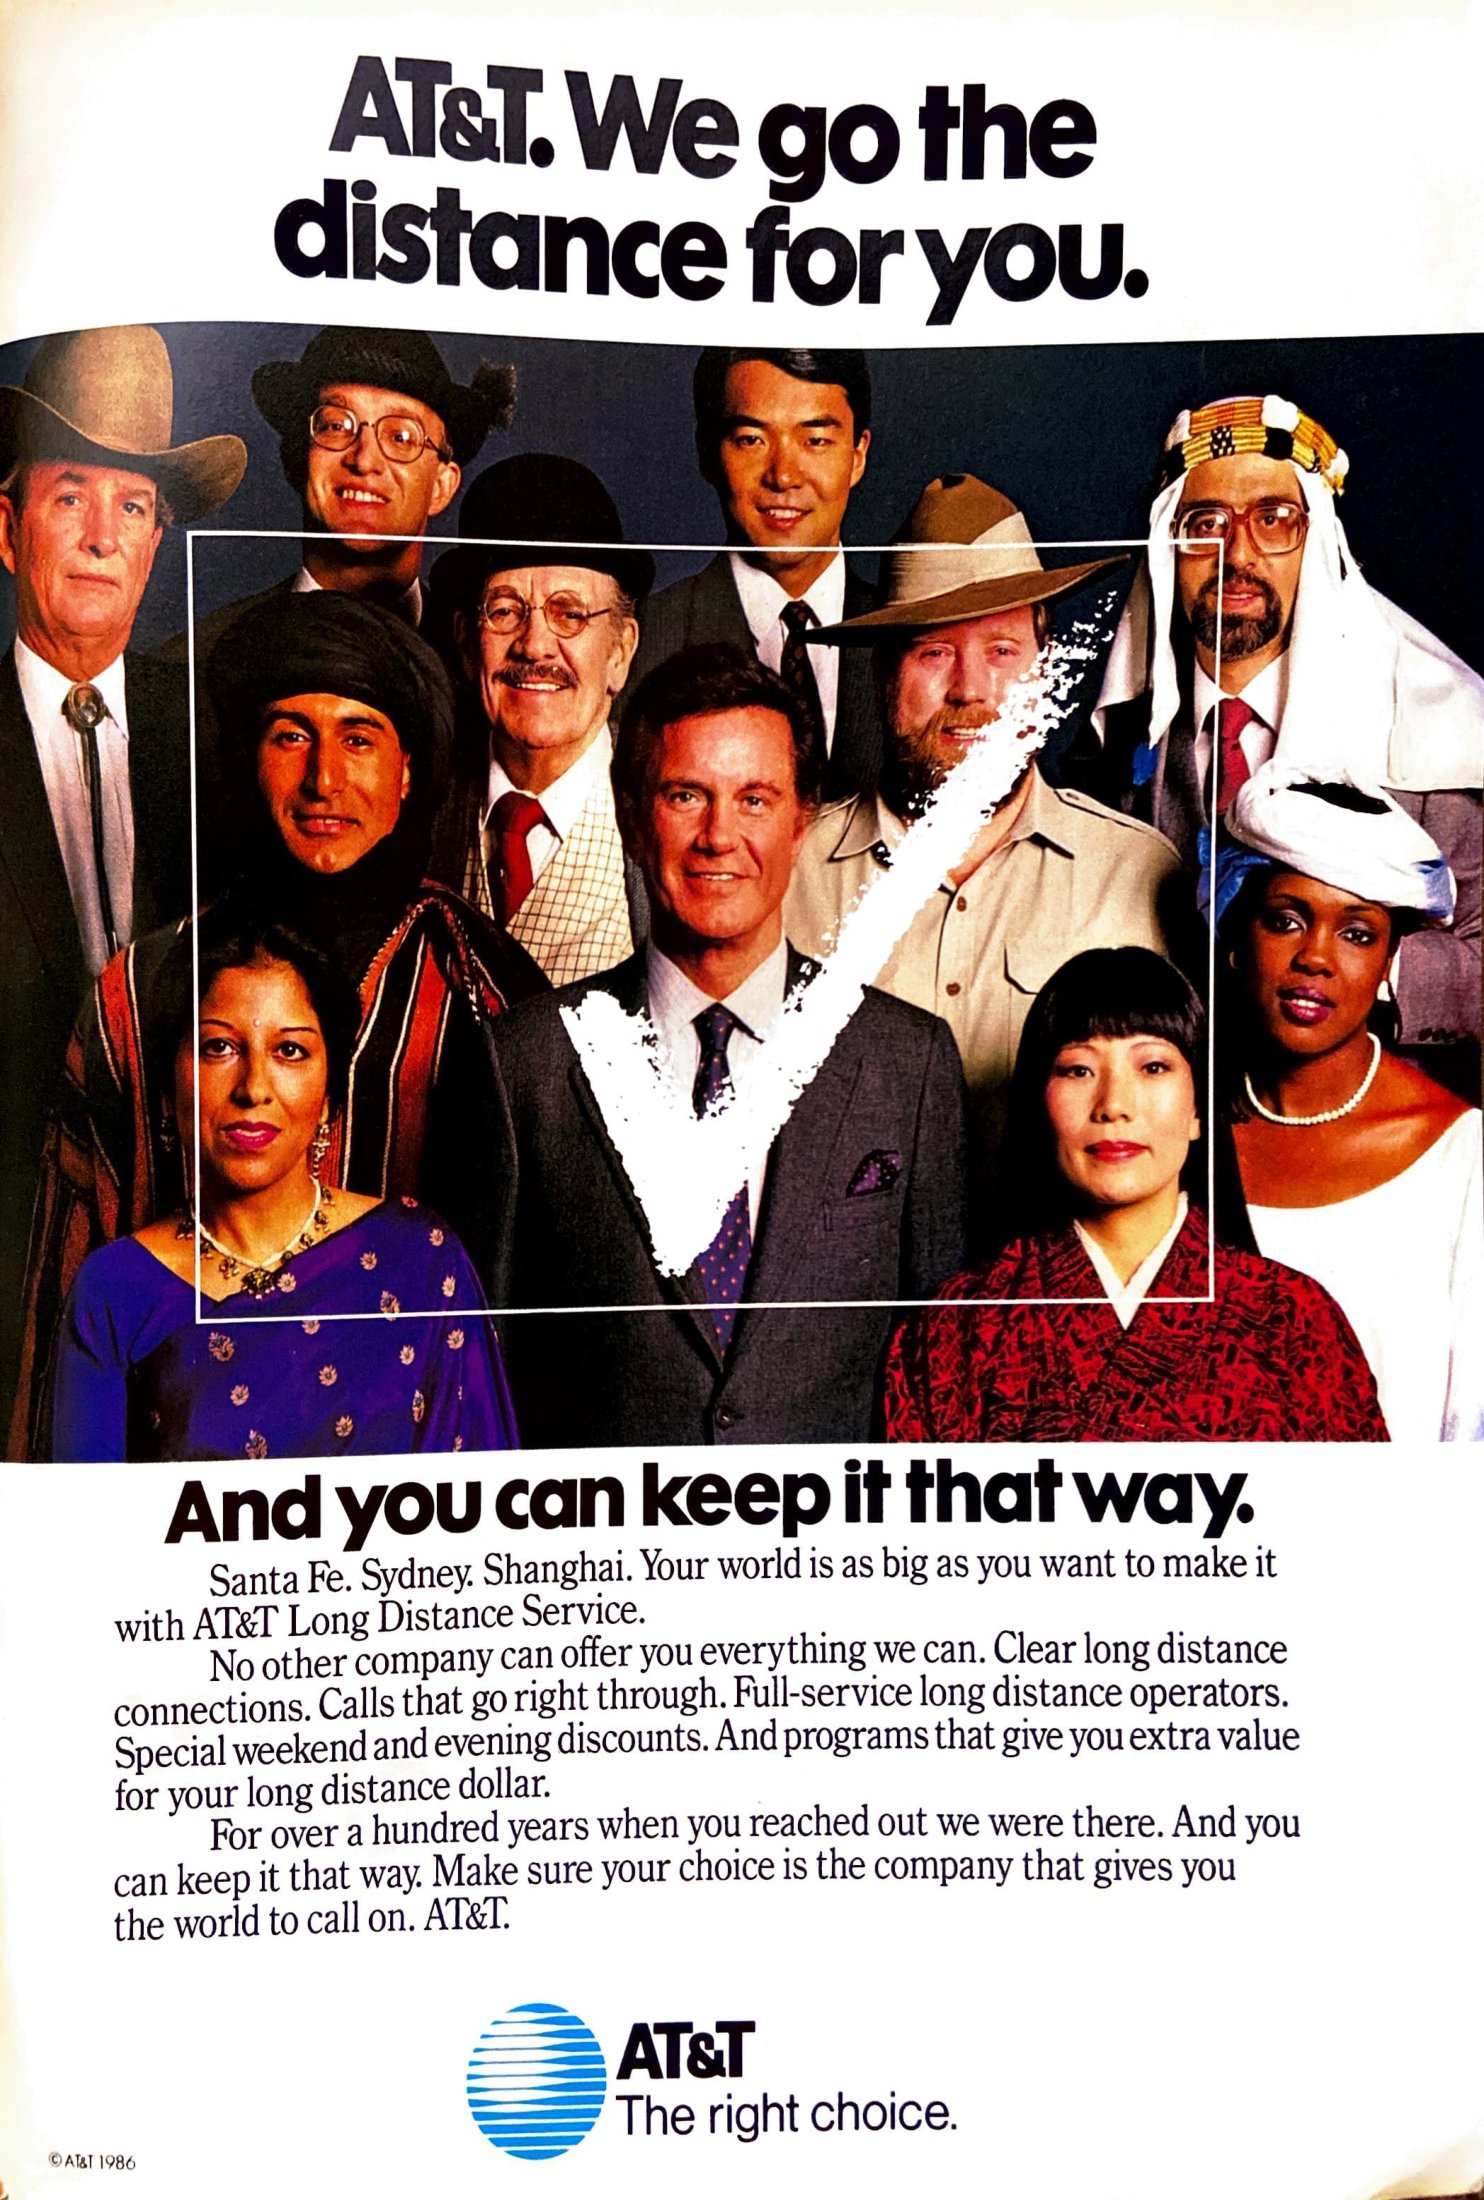 AT&T. We go the
distance for you.
And you can keep it that way.
Santa Fe. Sydney. Shanghai. Your world is as big as you want to make it
with AT&T Long Distance Service.
No other company can offer you everything we can. Clear long distance
connections. Calls that go right through. Full-service long distance operators.
Special weekend and evening discounts. And programs that give you extra value
for your long distance dollar.
For over a hundred years when you reached out we were there. And you
can keep it that way. Make sure your choice is the company that gives you
the world to call on. AT&T.
AT&T
The right choice.
© AT&T 1986